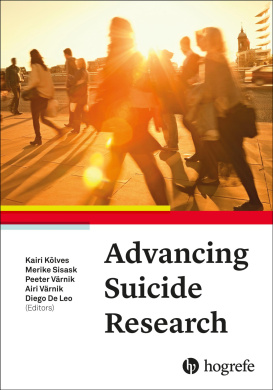 Kairi Kõlves
Merike Sisask
Peeter Värnik
Airi Värnik
Diego De Leo
(Editors)
Advancing
Suicide
Research
hogrefe